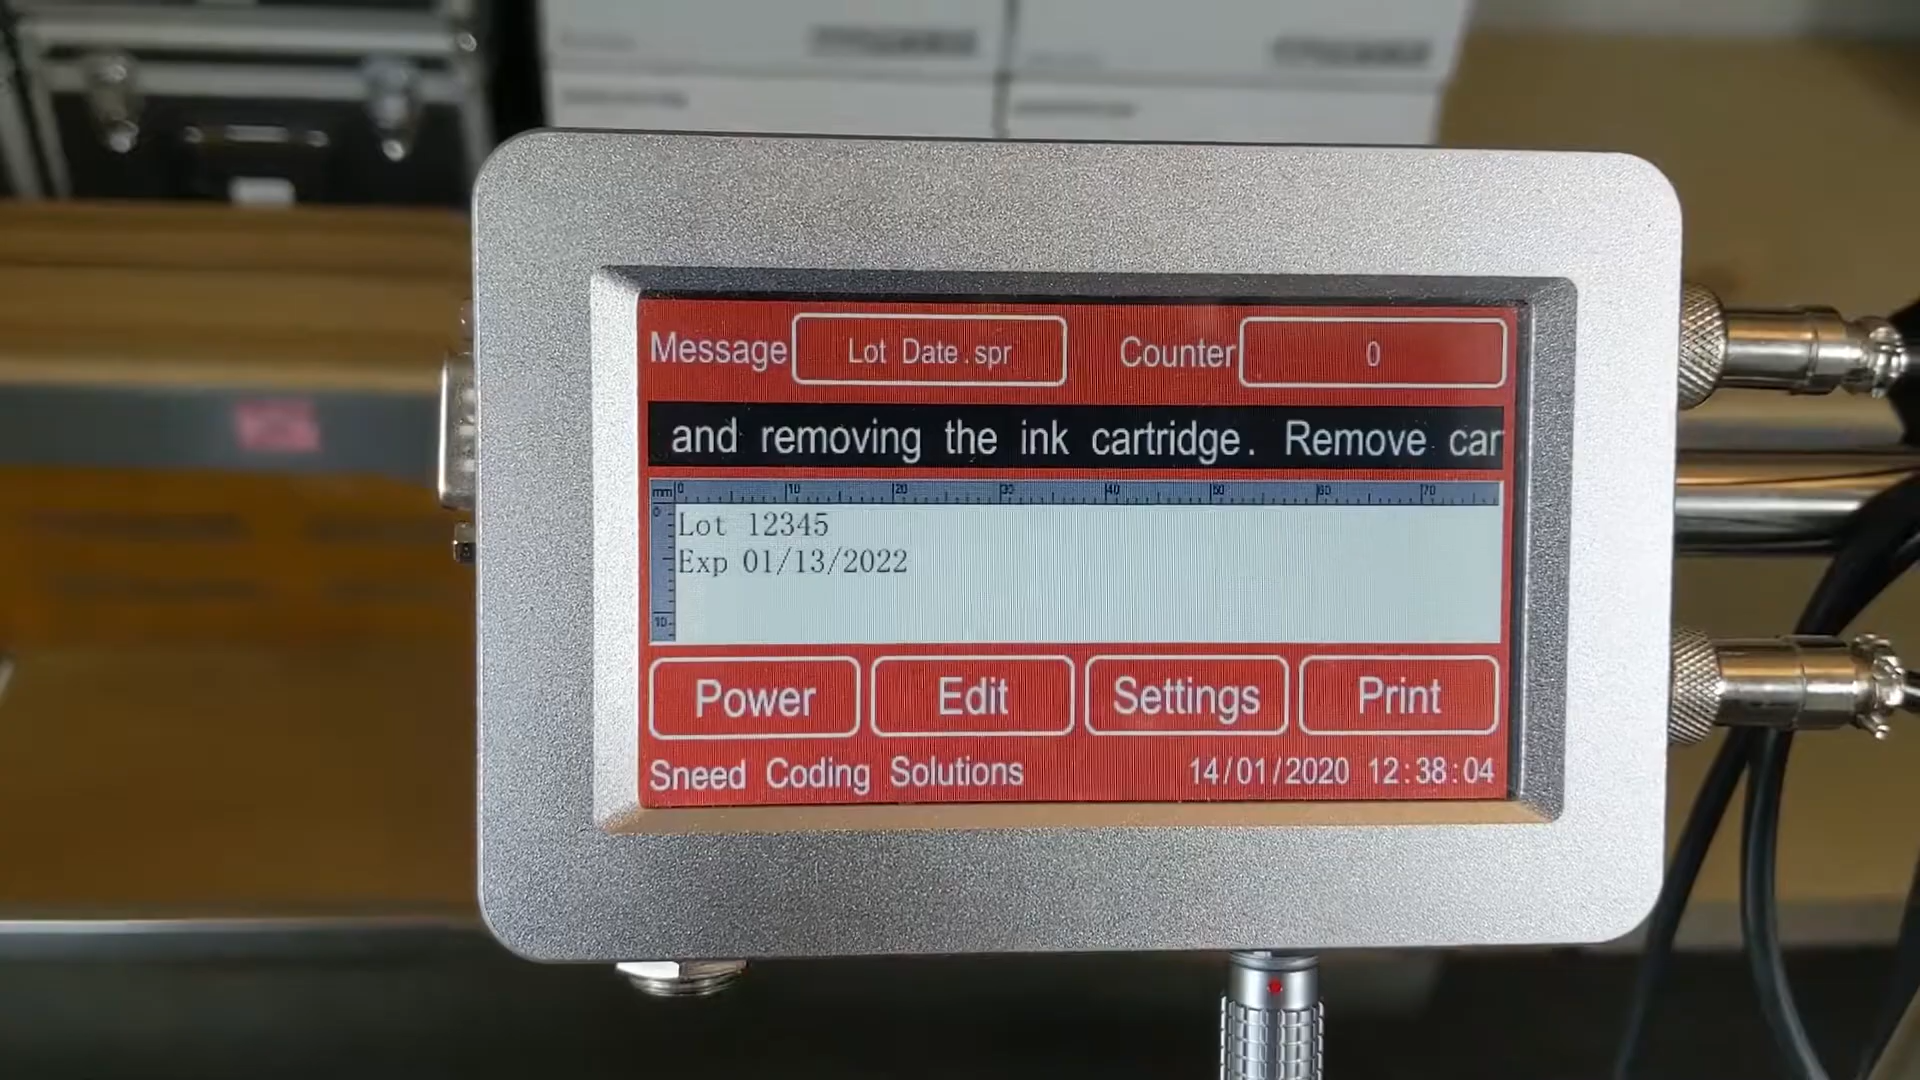 Message Lot Date.spr Counter 0
and removing the ink cartridge. Remove car
mm 0 10 20 30 40 50 60 70
0
Lot 12345
Exp 01/13/2022
10
Power Edit Settings Print
Sneed Coding Solutions 14/01/2020 12:38:04